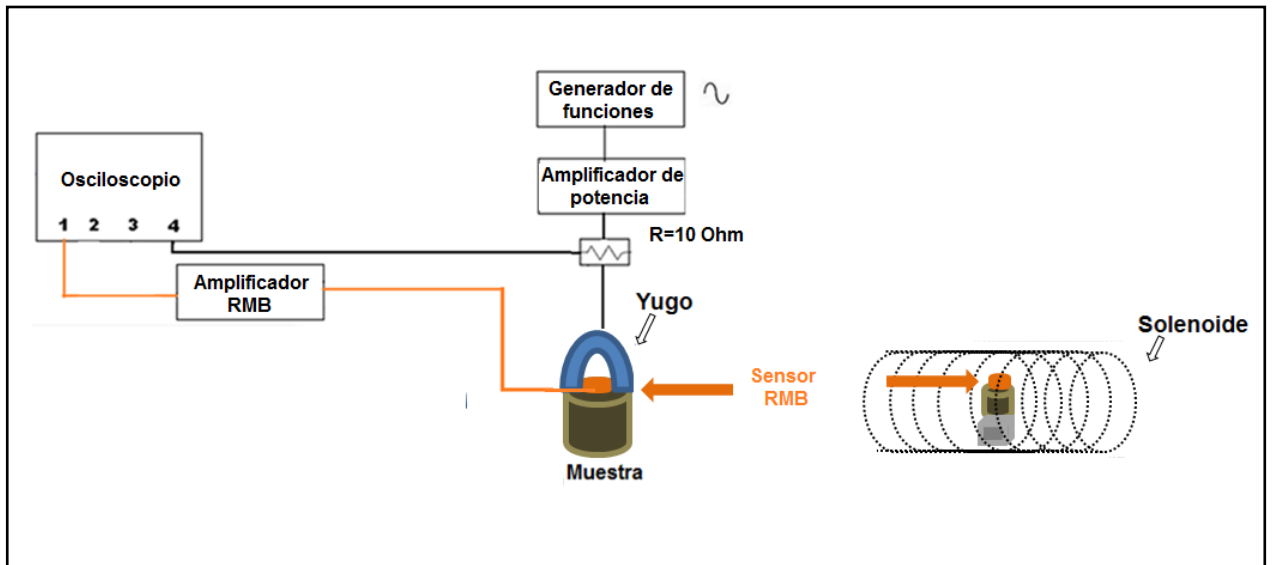 Generador de
funciones
Osciloscopio
1 2 3 4
Amplificador de
potencia
R=10 Ohm
Amplificador
RMB
Yugo
Sensor
RMB
Muestra
Solenoide